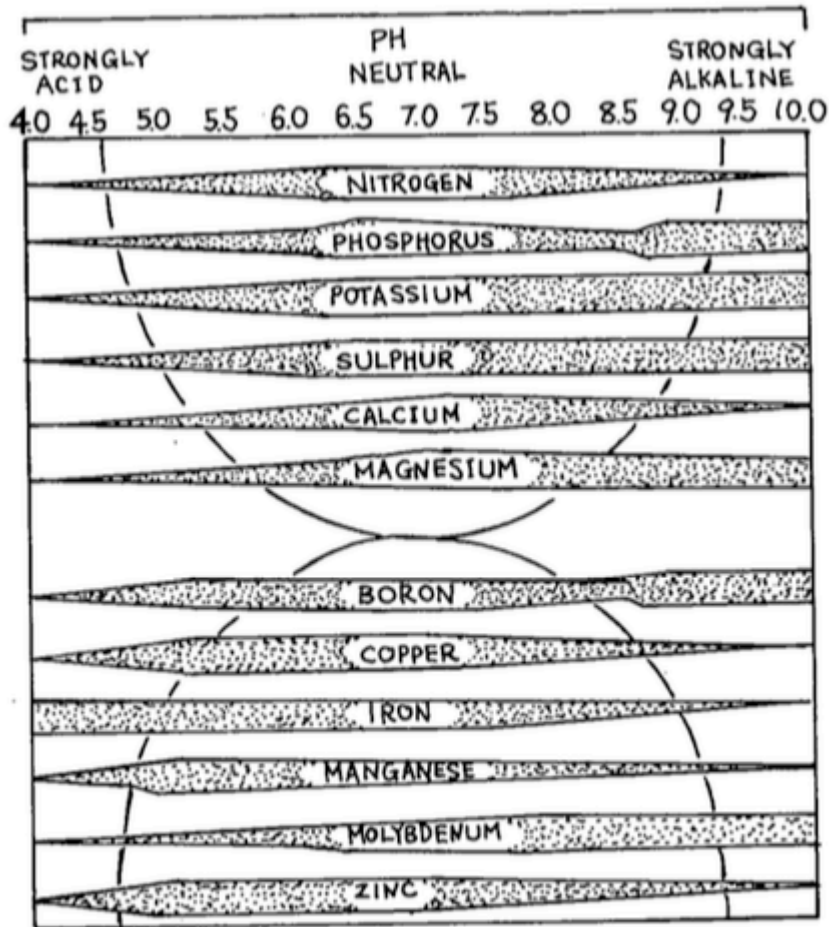 PH
STRONGLY ACID
NEUTRAL
STRONGLY ALKALINE
4.0 4.5 5.0 5.5 6.0 6.5 7.0 7.5 8.0 8.5 9.0 9.5 10.0
NITROGEN
PHOSPHORUS
POTASSIUM
SULPHUR
CALCIUM
MAGNESIUM
BORON
COPPER
IRON
MANGANESE
MOLYBDENUM
ZINC